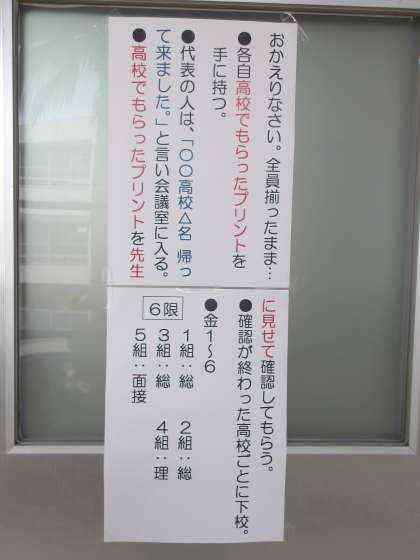 おかえりなさい。全員揃ったまま…
●各自高校でもらったプリントを
手に持つ。
●代表の人は、「〇〇高校△名 帰っ
て来ました。」と言い会議室に入る。
●高校でもらったプリントを先生
に見せて確認してもらう。
●確認が終わった高校ごとに下校。
●金1～6
6限
1組：総 2組：総
3組：総 4組：理
5組：面接